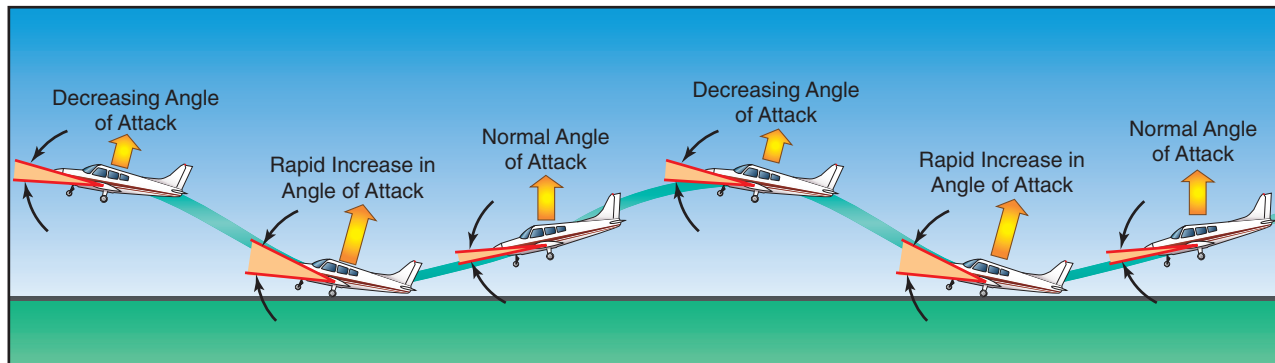 Decreasing Angle
of Attack
Rapid Increase in
Angle of Attack
Normal Angle
of Attack
Decreasing Angle
of Attack
Rapid Increase in
Angle of Attack
Normal Angle
of Attack